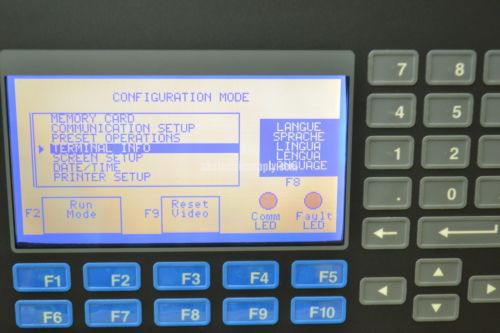 CONFIGURATION MODE
MEMORY CARD
COMMUNICATION SETUP
PRESET OPERATIONS
TERMINAL INFO
SCREEN SETUP
DATE/TIME
PRINTER SETUP
LANGUE
SPRACHE
LINGUA
LENGUA
LANGUAGE
F8
F2
Run
Mode
F9
Reset
Video
Comm
LED
Fault
LED
7 8
4 5
1 2
. 0
F1 F2 F3 F4 F5
F6 F7 F8 F9 F10